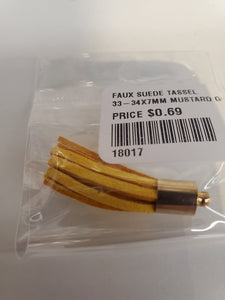 FAUX SUEDE TASSEL
33-34X7MM MUSTARD
PRICE $0.69
18017